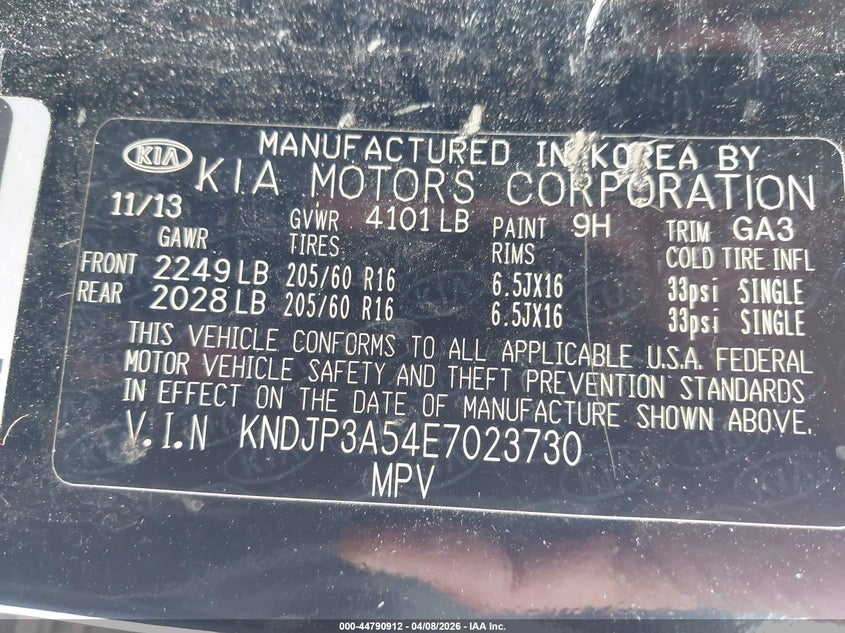 KIA MANUFACTURED IN KOREA BY
KIA MOTORS CORPORATION
11/13 GVWR 4101 LB PAINT 9H TRIM GA3
GAWR TIRES RIMS COLD TIRE INFL
FRONT 2249 LB 205/60 R16 6.5JX16 33psi SINGLE
REAR 2028 LB 205/60 R16 6.5JX16 33psi SINGLE
THIS VEHICLE CONFORMS TO ALL APPLICABLE U.S.A. FEDERAL
MOTOR VEHICLE SAFETY AND THEFT PREVENTION STANDARDS
IN EFFECT ON THE DATE OF MANUFACTURE SHOWN ABOVE.
V.I.N KNDJP3A54E7023730
MPV
000-44790912 - 04/08/2026 - IAA Inc.